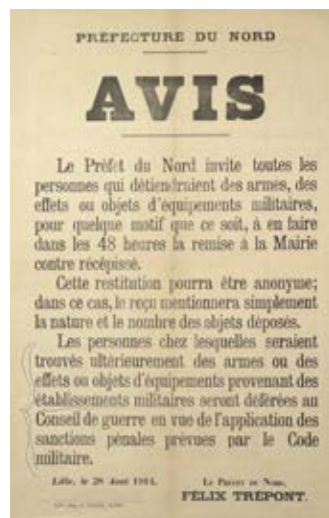 PRÉFECTURE DU NORD
AVIS
Le Préfet du Nord invite toutes les
personnes qui détiendraient des armes, des
effets ou objets d'équipements militaires,
pour quelque motif que ce soit, à en faire
dans les 48 heures la remise à la Mairie
contre récépissé.
Cette restitution pourra être anonyme;
dans ce cas, le reçu mentionnera simplement
la nature et le nombre des objets déposés.
Les personnes chez lesquelles seraient
trouvés ultérieurement des armes ou des
effets ou objets d'équipements provenant des
établissements militaires seront déférées au
Conseil de guerre en vue de l'application des
sanctions pénales prévues par le Code
militaire.
Lille, le 28 Août 1914.
LE PRÉFET DU NORD,
FÉLIX TRÉPONT.